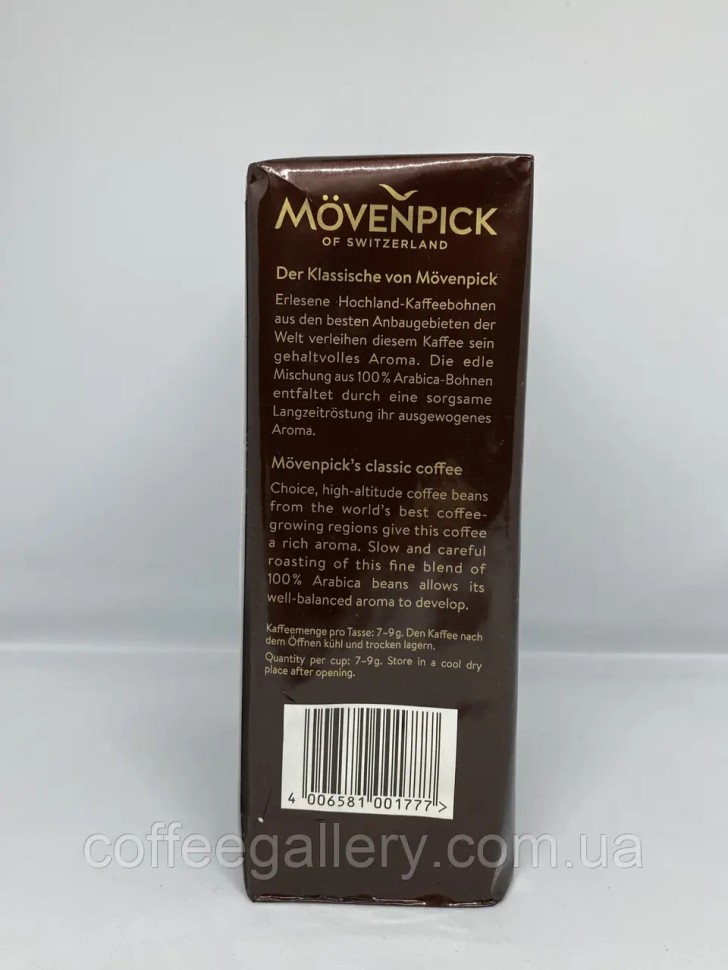 MÖVENPICK
OF SWITZERLAND
Der Klassische von Mövenpick
Erlesene Hochland-Kaffeebohnen
aus den besten Anbaugebieten der
Welt verleihen diesem Kaffee sein
gehaltvolles Aroma. Die edle
Mischung aus 100% Arabica-Bohnen
entfaltet durch eine sorgsame
Langzeitröstung ihr ausgewogenes
Aroma.
Mövenpick's classic coffee
Choice, high-altitude coffee beans
from the world's best coffee-
growing regions give this coffee
a rich aroma. Slow and careful
roasting of this fine blend of
100% Arabica beans allows its
well-balanced aroma to develop.
Kaffeemenge pro Tasse: 7–9g. Den Kaffee nach
dem Öffnen kühl und trocken lagern.
Quantity per cup: 7–9g. Store in a cool dry
place after opening.
4 006581 001777 >
coffeegallery.com.ua